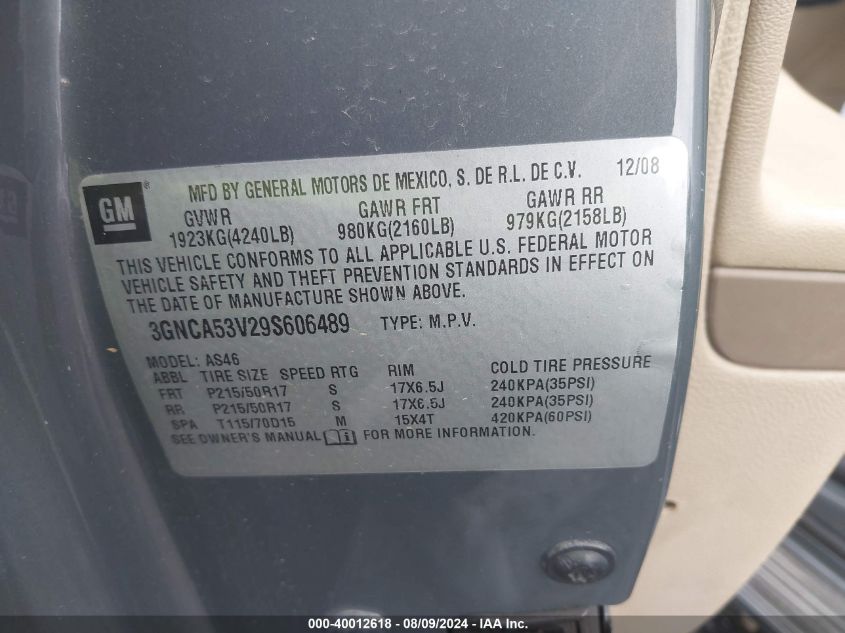 GM®
MFD BY GENERAL MOTORS DE MEXICO, S. DE R.L. DE C.V. 12/08
GVWR GAWR FRT GAWR RR
1923KG(4240LB) 980KG(2160LB) 979KG(2158LB)
THIS VEHICLE CONFORMS TO ALL APPLICABLE U.S. FEDERAL MOTOR
VEHICLE SAFETY AND THEFT PREVENTION STANDARDS IN EFFECT ON
THE DATE OF MANUFACTURE SHOWN ABOVE.
3GNCA53V29S606489 TYPE: M.P.V.
MODEL: AS46
ABBL TIRE SIZE SPEED RTG RIM COLD TIRE PRESSURE
FRT P215/50R17 S 17X6.5J 240KPA(35PSI)
RR P215/50R17 S 17X6.5J 240KPA(35PSI)
SPA T115/70D15 M 15X4T 420KPA(60PSI)
SEE OWNER'S MANUAL i FOR MORE INFORMATION.
000-40012618 - 08/09/2024 - IAAI Holdings, Inc.